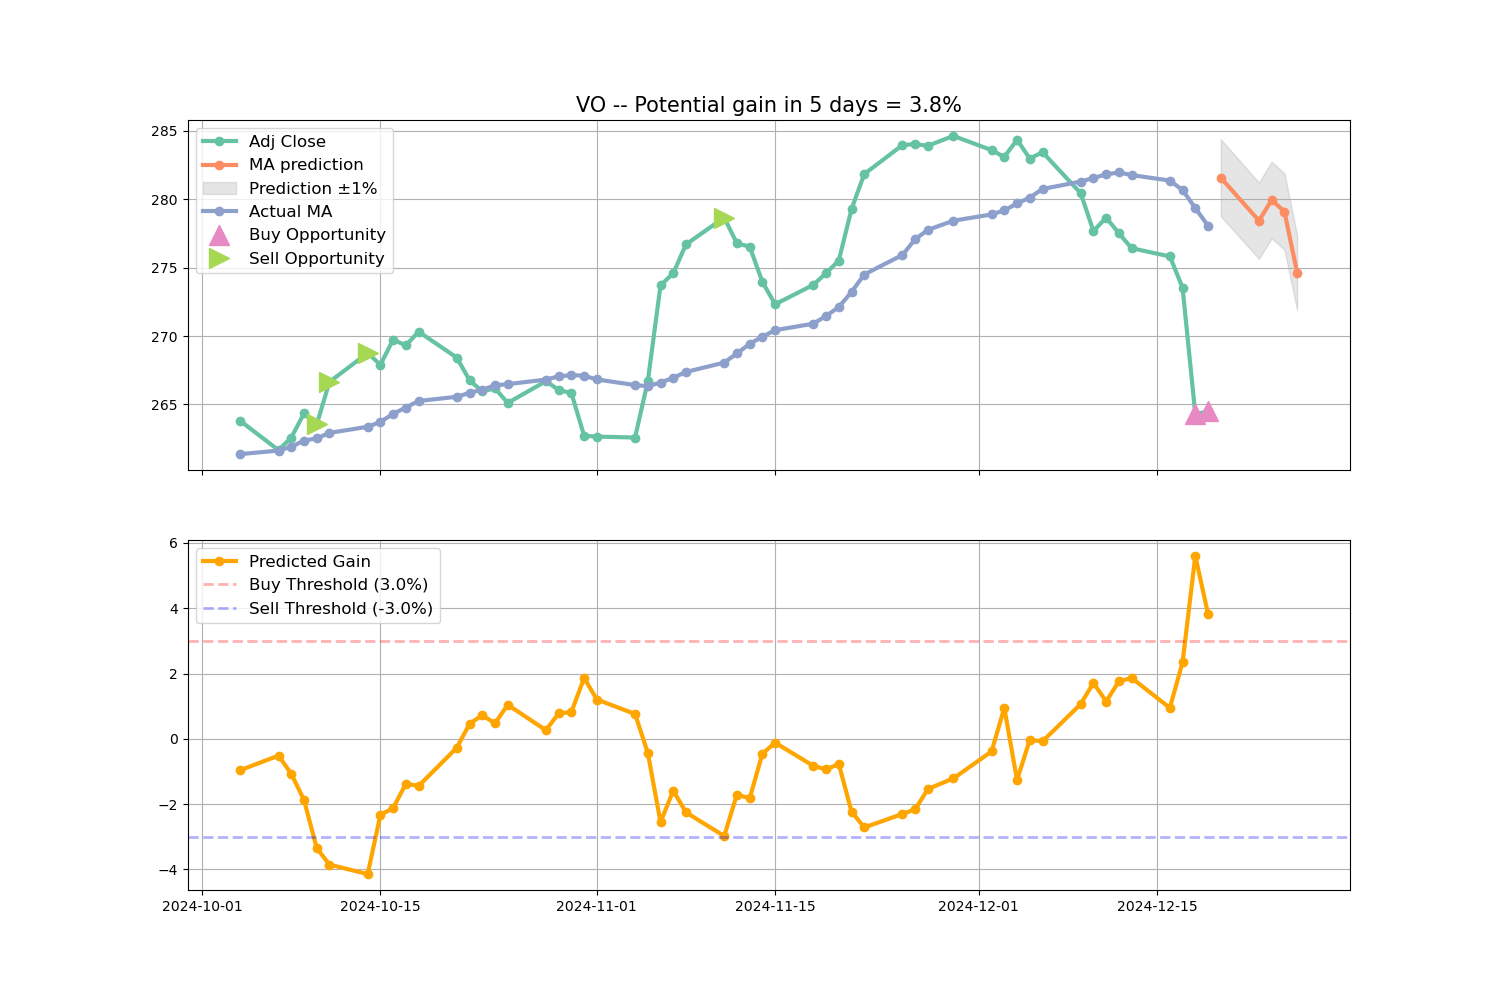 VO -- Potential gain in 5 days = 3.8%
285
280
275
270
265
Adj Close
MA prediction
Prediction ±1%
Actual MA
Buy Opportunity
Sell Opportunity
6
4
2
0
−2
−4
Predicted Gain
Buy Threshold (3.0%)
Sell Threshold (-3.0%)
2024-10-01 2024-10-15 2024-11-01 2024-11-15 2024-12-01 2024-12-15